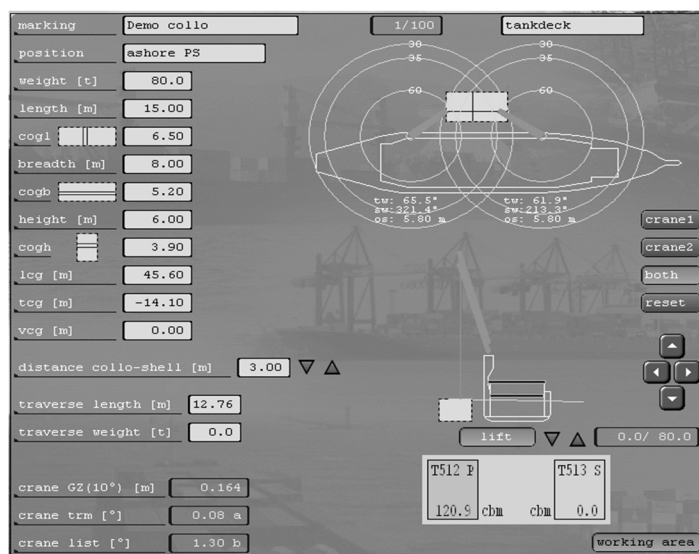 marking Demo collo 1/100 tankdeck
position ashore PS
weight [t] 80.0
length [m] 15.00
cogl 6.50
breadth [m] 8.00
cogb 5.20
height [m] 6.00
cogh 3.90
lcg [m] 45.60
tcg [m] -14.10
vcg [m] 0.00
distance collo-shell [m] 3.00
traverse length [m] 12.76
traverse weight [t] 0.0
crane GZ(10°) [m] 0.164
crane trm [°] 0.08 a
crane list [°] 1.30 b
30 30
35 35
60 60
tw: 65.5° tw: 61.9°
sw:321.4° sw:213.3°
os: 5.80 m os: 5.80 m
crane1
crane2
both
reset
lift 0.0/ 80.0
T512 P T513 S
120.9 cbm cbm 0.0
working area